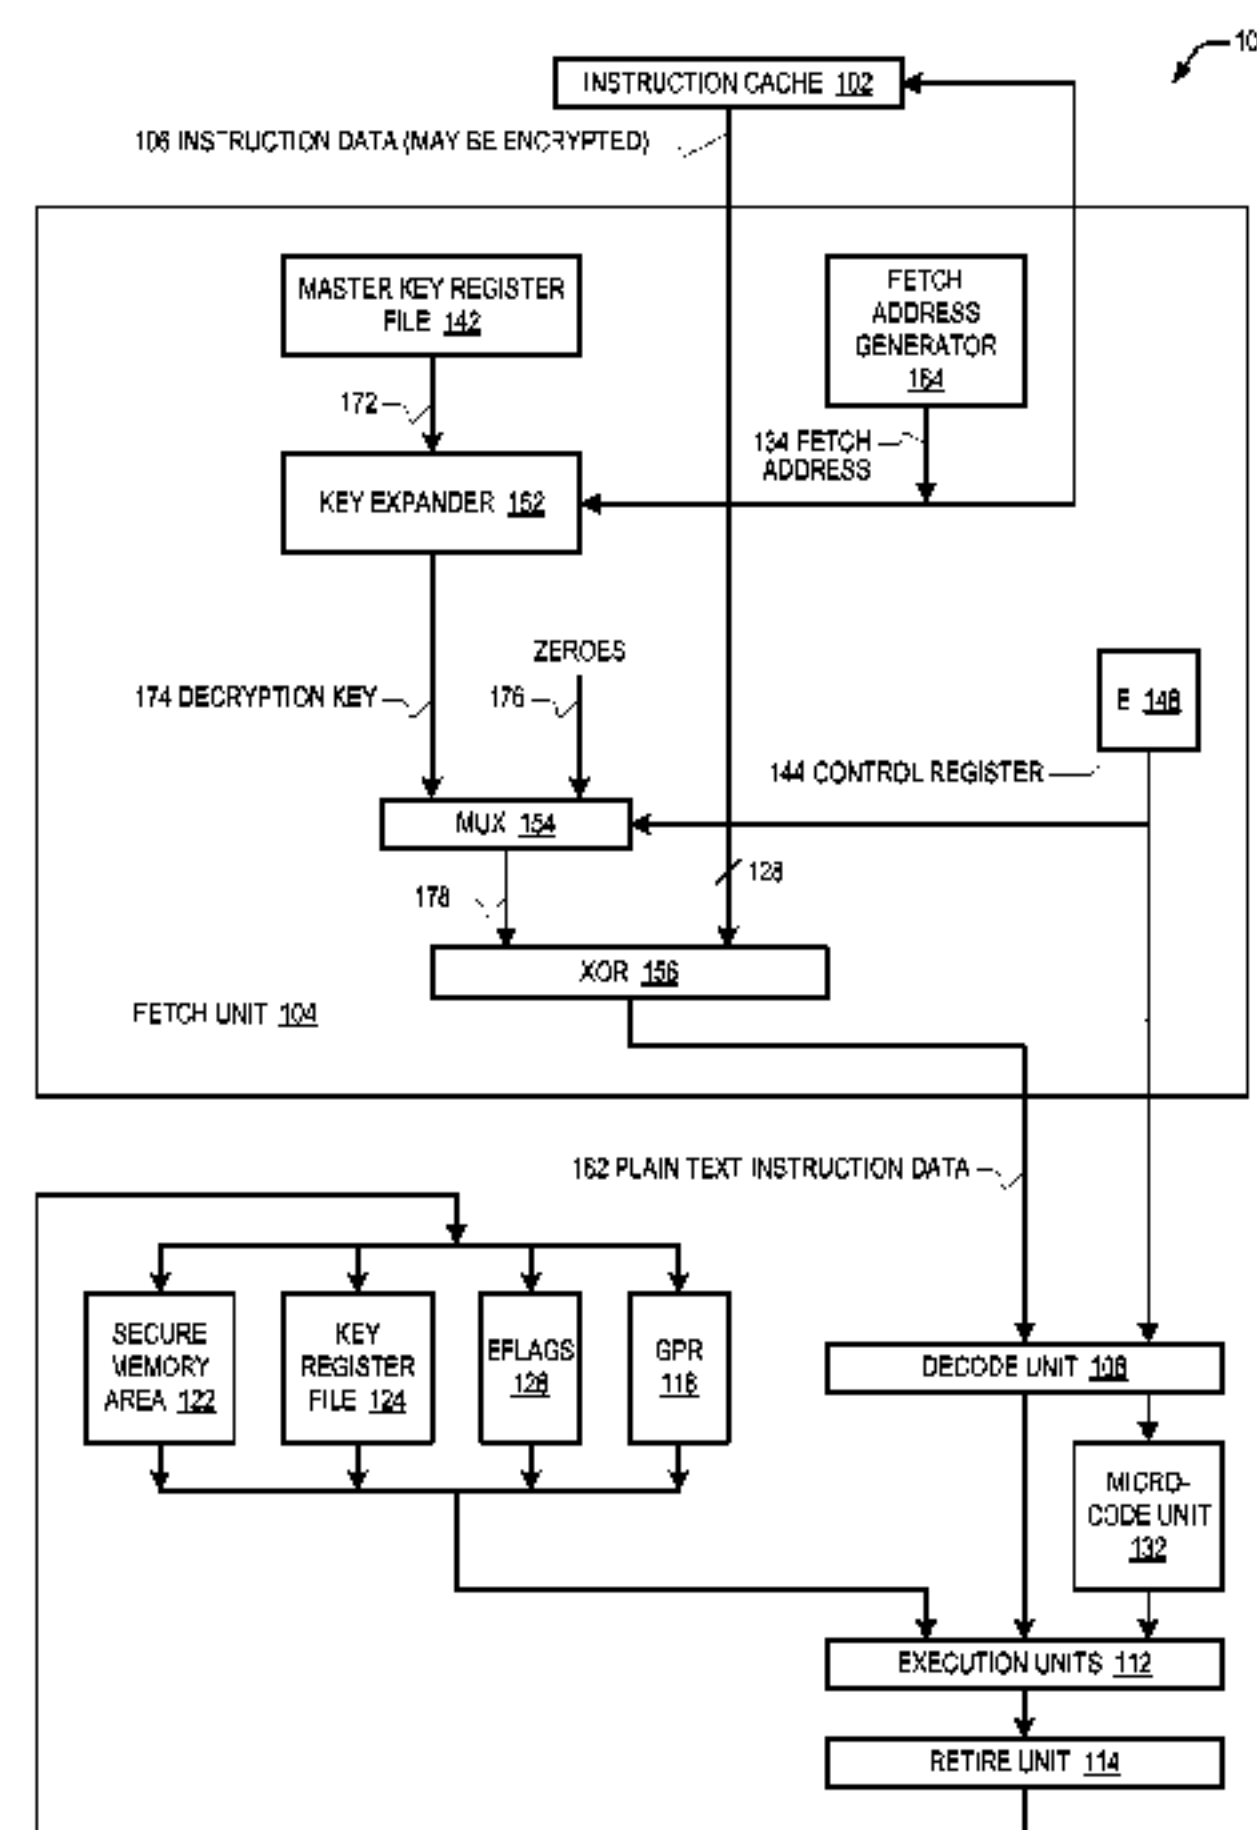 10
INSTRUCTION CACHE 102
106 INSTRUCTION DATA (MAY BE ENCRYPTED)
MASTER KEY REGISTER
FILE 142
FETCH
ADDRESS
GENERATOR
164
172
134 FETCH
ADDRESS
KEY EXPANDER 152
ZEROES
174 DECRYPTION KEY
176
E 148
144 CONTROL REGISTER
MUX 154
128
178
XOR 156
FETCH UNIT 104
162 PLAIN TEXT INSTRUCTION DATA
SECURE
MEMORY
AREA 122
KEY
REGISTER
FILE 124
EFLAGS
128
GPR
116
DECODE UNIT 108
MICRO-
CODE UNIT
132
EXECUTION UNITS 112
RETIRE UNIT 114